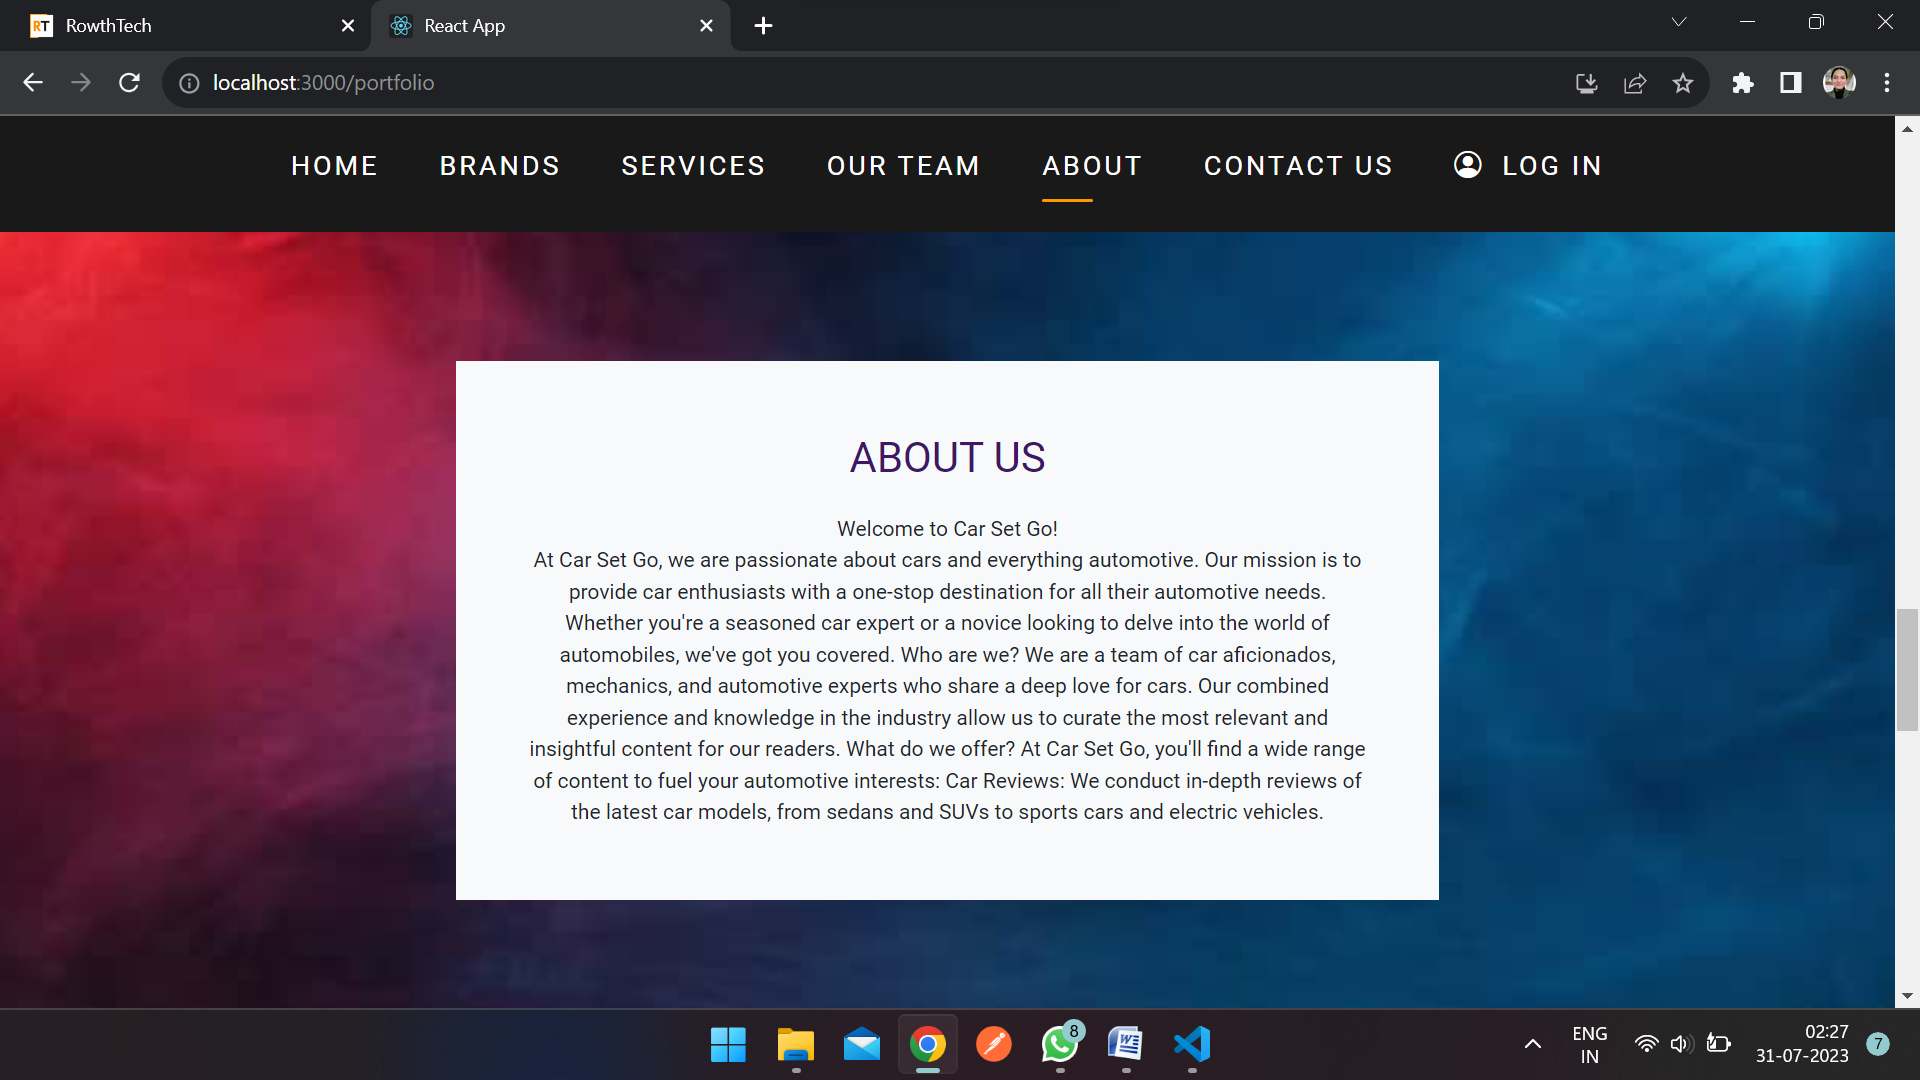 RT RowthTech
React App
localhost:3000/portfolio
HOME BRANDS SERVICES OUR TEAM ABOUT CONTACT US LOG IN
ABOUT US
Welcome to Car Set Go!
At Car Set Go, we are passionate about cars and everything automotive. Our mission is to
provide car enthusiasts with a one-stop destination for all their automotive needs.
Whether you're a seasoned car expert or a novice looking to delve into the world of
automobiles, we've got you covered. Who are we? We are a team of car aficionados,
mechanics, and automotive experts who share a deep love for cars. Our combined
experience and knowledge in the industry allow us to curate the most relevant and
insightful content for our readers. What do we offer? At Car Set Go, you'll find a wide range
of content to fuel your automotive interests: Car Reviews: We conduct in-depth reviews of
the latest car models, from sedans and SUVs to sports cars and electric vehicles.
8
W
ENG
IN
02:27
31-07-2023
7